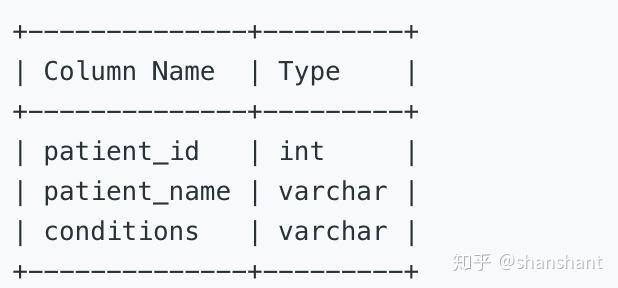 +--------------+---------+
| Column Name  | Type    |
+--------------+---------+
| patient_id   | int     |
| patient_name | varchar |
| conditions   | varchar |
+--------------+---------+
知乎 @shanshant